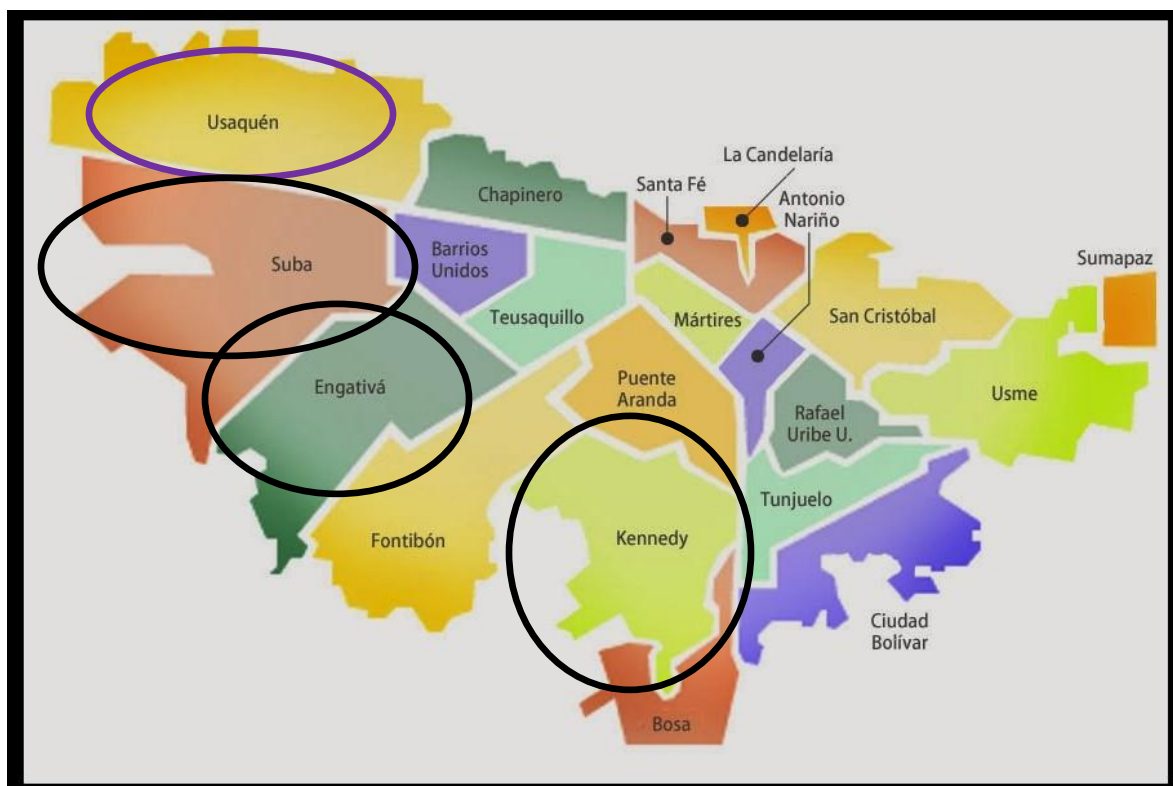 Usaquén
Chapinero
La Candelaría
Santa Fé
Antonio
Nariño
Suba
Barrios
Unidos
Sumapaz
Teusaquillo
Mártires
San Cristóbal
Engativá
Puente
Aranda
Usme
Rafael
Uribe U.
Tunjuelo
Fontibón
Kennedy
Ciudad
Bolívar
Bosa